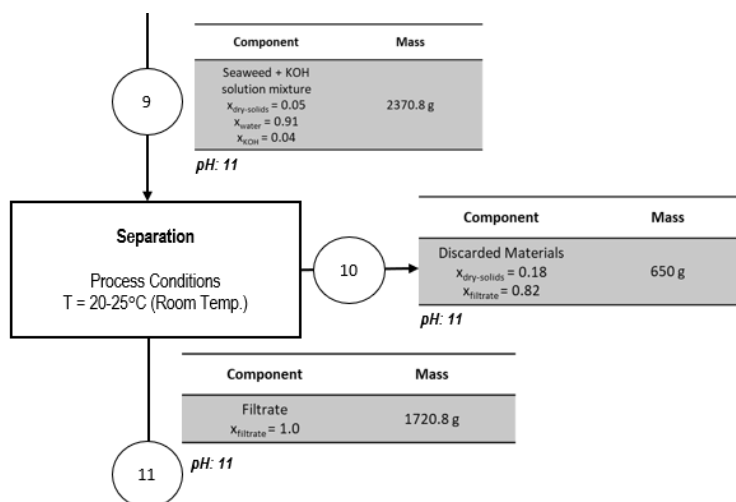 Component Mass
Seaweed + KOH
solution mixture
x_dry-solids = 0.05
x_water = 0.91
x_KOH = 0.04
2370.8 g
9
pH: 11
Separation
Process Conditions
T = 20-25°C (Room Temp.)
10
Component Mass
Discarded Materials
x_dry-solids = 0.18
x_filtrate = 0.82
650 g
pH: 11
Component Mass
Filtrate
x_filtrate = 1.0
1720.8 g
11
pH: 11